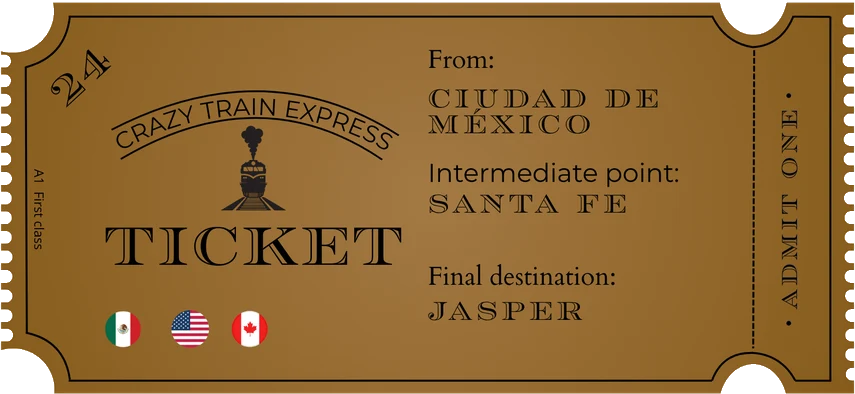 24
CRAZY TRAIN EXPRESS
TICKET
A1 First class
From:
CIUDAD DE
MÉXICO
Intermediate point:
SANTA FE
Final destination:
JASPER
• ADMIT ONE •